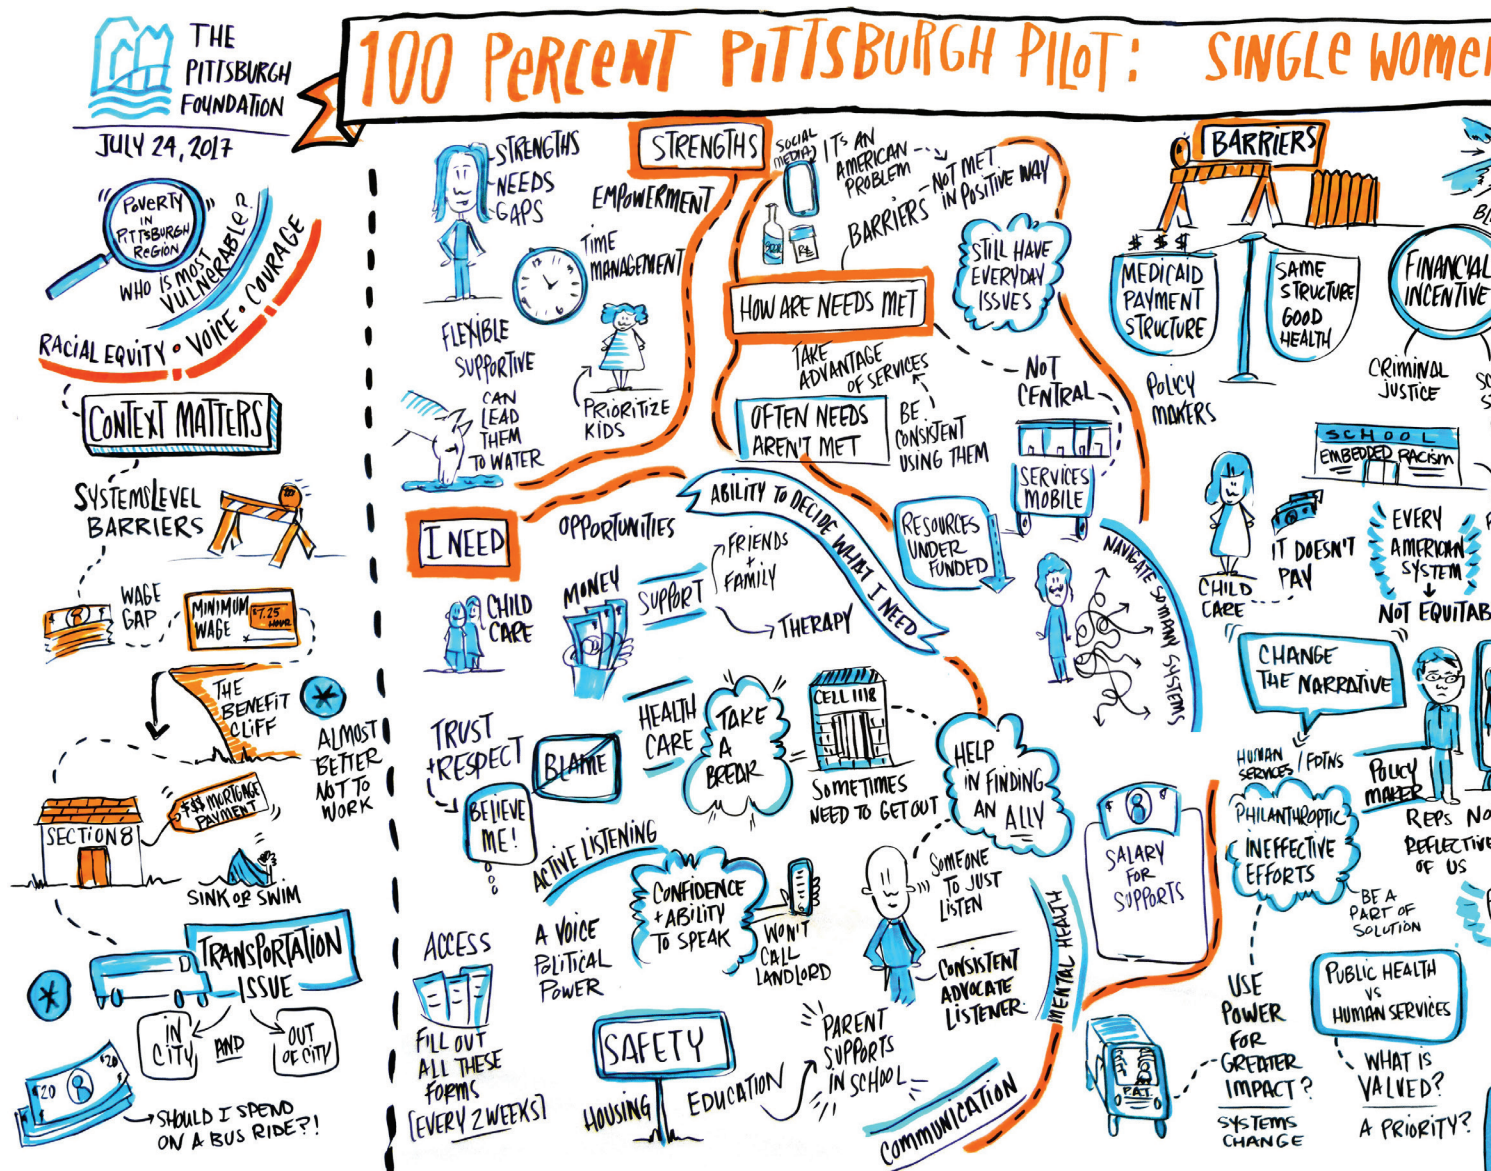 THE
PITTSBURGH
FOUNDATION
JULY 24, 2017
100 PERCENT PITTSBURGH PILOT: SINGLE WOMEN
"POVERTY
IN
PITTSBURGH
REGION"
WHO IS MOST
VULNERABLE?
RACIAL EQUITY • VOICE • COURAGE
CONTEXT MATTERS
SYSTEMS LEVEL
BARRIERS
WAGE
GAP
MINIMUM
WAGE
$7.25
HOUR
THE
BENEFIT
CLIFF
ALMOST
BETTER
NOT TO
WORK
SECTION 8
$$$ MORTGAGE
PAYMENT
SINK OR SWIM
TRANSPORTATION
ISSUE
IN
CITY
AND
OUT
OF CITY
$20
$20
SHOULD I SPEND
ON A BUS RIDE?!
STRENGTHS
NEEDS
GAPS
STRENGTHS
EMPOWERMENT
TIME
MANAGEMENT
FLEXIBLE
SUPPORTIVE
CAN
LEAD
THEM
TO WATER
PRIORITIZE
KIDS
SOCIAL
MEDIA
IT'S AN
AMERICAN
PROBLEM
NOT MET
IN POSITIVE WAY
BARRIERS
RX
STILL HAVE
EVERYDAY
ISSUES
HOW ARE NEEDS MET
TAKE
ADVANTAGE
OF SERVICES
OFTEN NEEDS
AREN'T MET
BE
CONSISTENT
USING THEM
NOT
CENTRAL
SERVICES
MOBILE
I NEED
OPPORTUNITIES
ABILITY TO DECIDE WHAT I NEED
RESOURCES
UNDER
FUNDED
NAVIGATE SO MANY SYSTEMS
CHILD
CARE
MONEY
SUPPORT
FRIENDS
+
FAMILY
THERAPY
TRUST
+ RESPECT
BLAME
BELIEVE
ME!
HEALTH
CARE
TAKE
A
BREAK
CELL 1118
SOMETIMES
NEED TO GET OUT
HELP
IN FINDING
AN ALLY
ACTIVE LISTENING
CONFIDENCE
+ ABILITY
TO SPEAK
WON'T
CALL
LANDLORD
SOMEONE
TO JUST
LISTEN
CONSISTENT
ADVOCATE
LISTENER
MENTAL HEALTH
ACCESS
FILL OUT
ALL THESE
FORMS
[EVERY 2 WEEKS]
A VOICE
POLITICAL
POWER
SAFETY
HOUSING
EDUCATION
PARENT
SUPPORTS
IN SCHOOL
COMMUNICATION
BARRIERS
$ $ $
MEDICAID
PAYMENT
STRUCTURE
SAME
STRUCTURE
GOOD
HEALTH
FINANCIAL
INCENTIVE
CRIMINAL
JUSTICE
POLICY
MAKERS
SCHOOL
EMBEDDED RACISM
CHILD
CARE
IT DOESN'T
PAY
EVERY
AMERICAN
SYSTEM
NOT EQUITAB
CHANGE
THE NARRATIVE
HUMAN
SERVICES / FDTNS
POLICY
MAKER
REPS NO
REFLECTIVE
OF US
SALARY
FOR
SUPPORTS
PHILANTHROPIC
INEFFECTIVE
EFFORTS
BE A
PART OF
SOLUTION
USE
POWER
FOR
GREATER
IMPACT?
SYSTEMS
CHANGE
PUBLIC HEALTH
VS
HUMAN SERVICES
WHAT IS
VALUED?
A PRIORITY?
P.A.T.